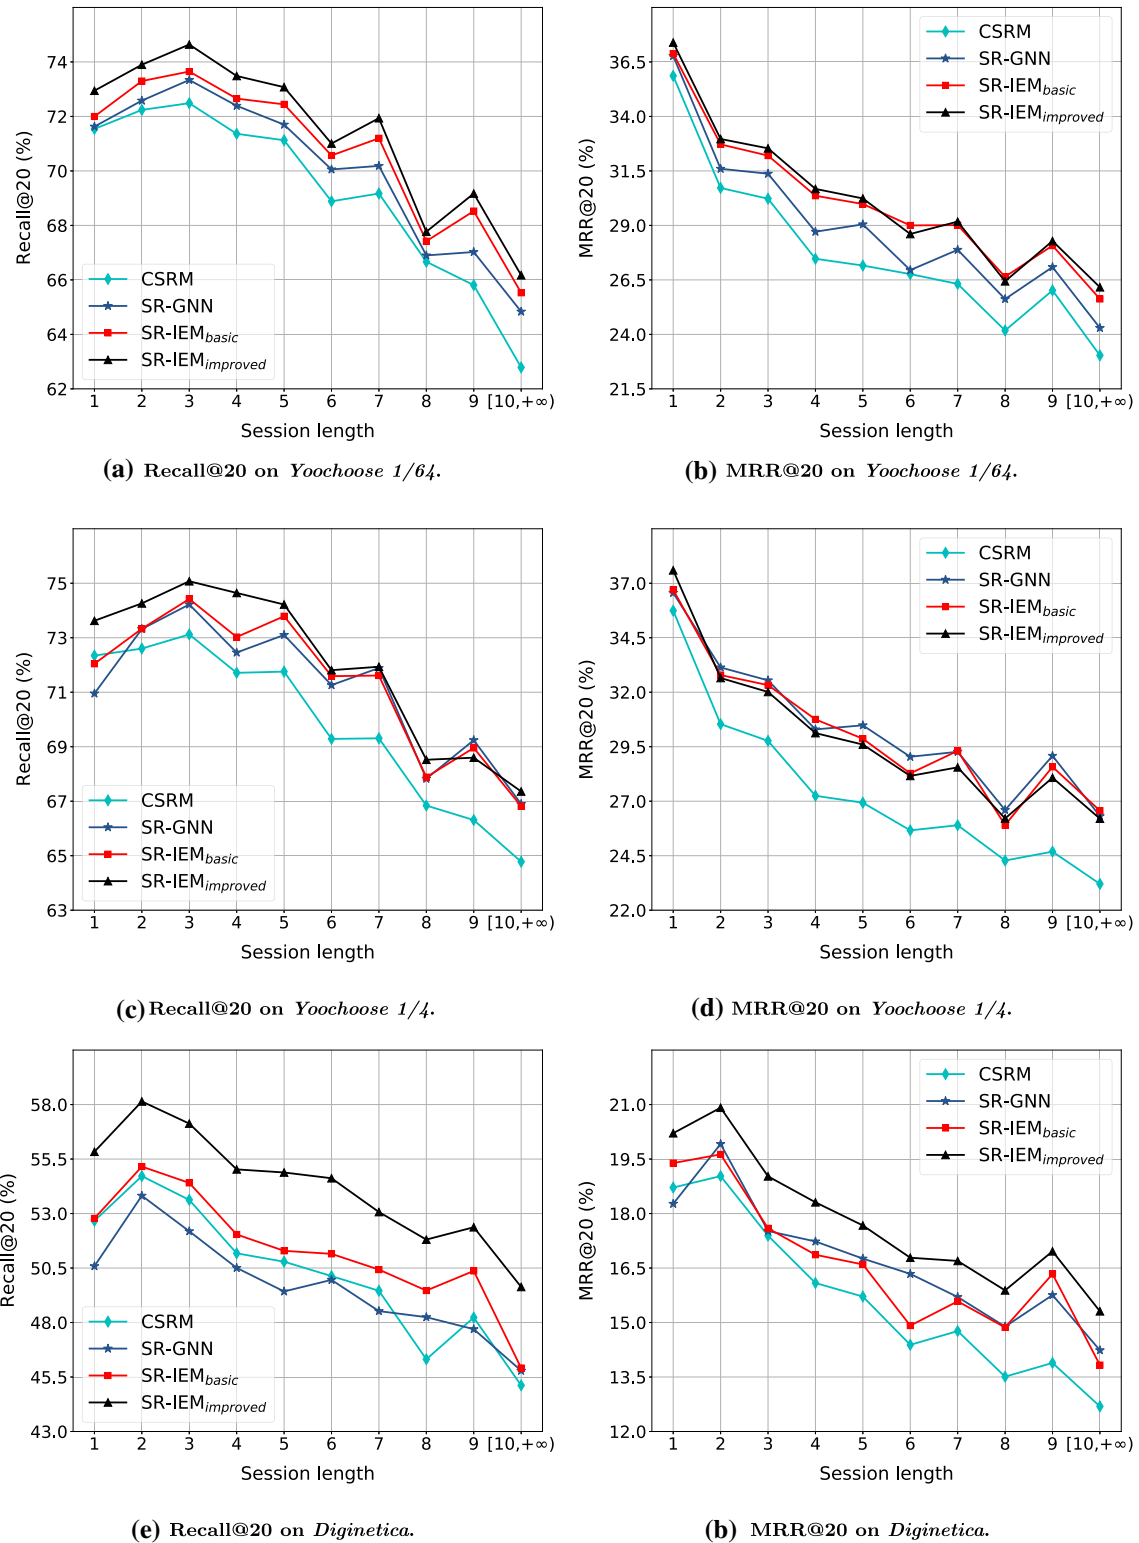 74
72
70
68
66
64
62
Recall@20 (%)
CSRM
SR-GNN
SR-IEMbasic
SR-IEMimproved
1 2 3 4 5 6 7 8 9 [10,+∞)
Session length
(a) Recall@20 on Yoochoose 1/64.
36.5
34.0
31.5
29.0
26.5
24.0
21.5
MRR@20 (%)
CSRM
SR-GNN
SR-IEMbasic
SR-IEMimproved
1 2 3 4 5 6 7 8 9 [10,+∞)
Session length
(b) MRR@20 on Yoochoose 1/64.
75
73
71
69
67
65
63
Recall@20 (%)
CSRM
SR-GNN
SR-IEMbasic
SR-IEMimproved
1 2 3 4 5 6 7 8 9 [10,+∞)
Session length
(c) Recall@20 on Yoochoose 1/4.
37.0
34.5
32.0
29.5
27.0
24.5
22.0
MRR@20 (%)
CSRM
SR-GNN
SR-IEMbasic
SR-IEMimproved
1 2 3 4 5 6 7 8 9 [10,+∞)
Session length
(d) MRR@20 on Yoochoose 1/4.
58.0
55.5
53.0
50.5
48.0
45.5
43.0
Recall@20 (%)
CSRM
SR-GNN
SR-IEMbasic
SR-IEMimproved
1 2 3 4 5 6 7 8 9 [10,+∞)
Session length
(e) Recall@20 on Diginetica.
21.0
19.5
18.0
16.5
15.0
13.5
12.0
MRR@20 (%)
CSRM
SR-GNN
SR-IEMbasic
SR-IEMimproved
1 2 3 4 5 6 7 8 9 [10,+∞)
Session length
(b) MRR@20 on Diginetica.